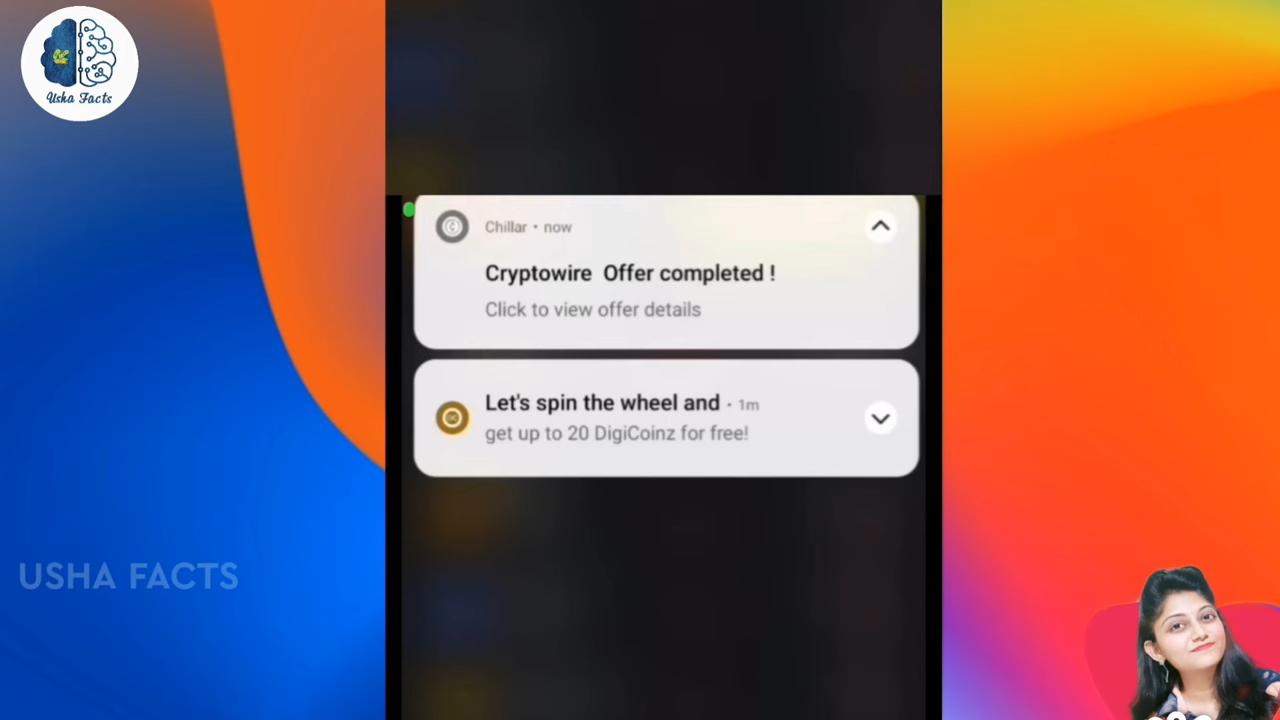 Usha Facts
Chillar • now
Cryptowire Offer completed !
Click to view offer details
Let's spin the wheel and • 1m
get up to 20 DigiCoinz for free!
USHA FACTS